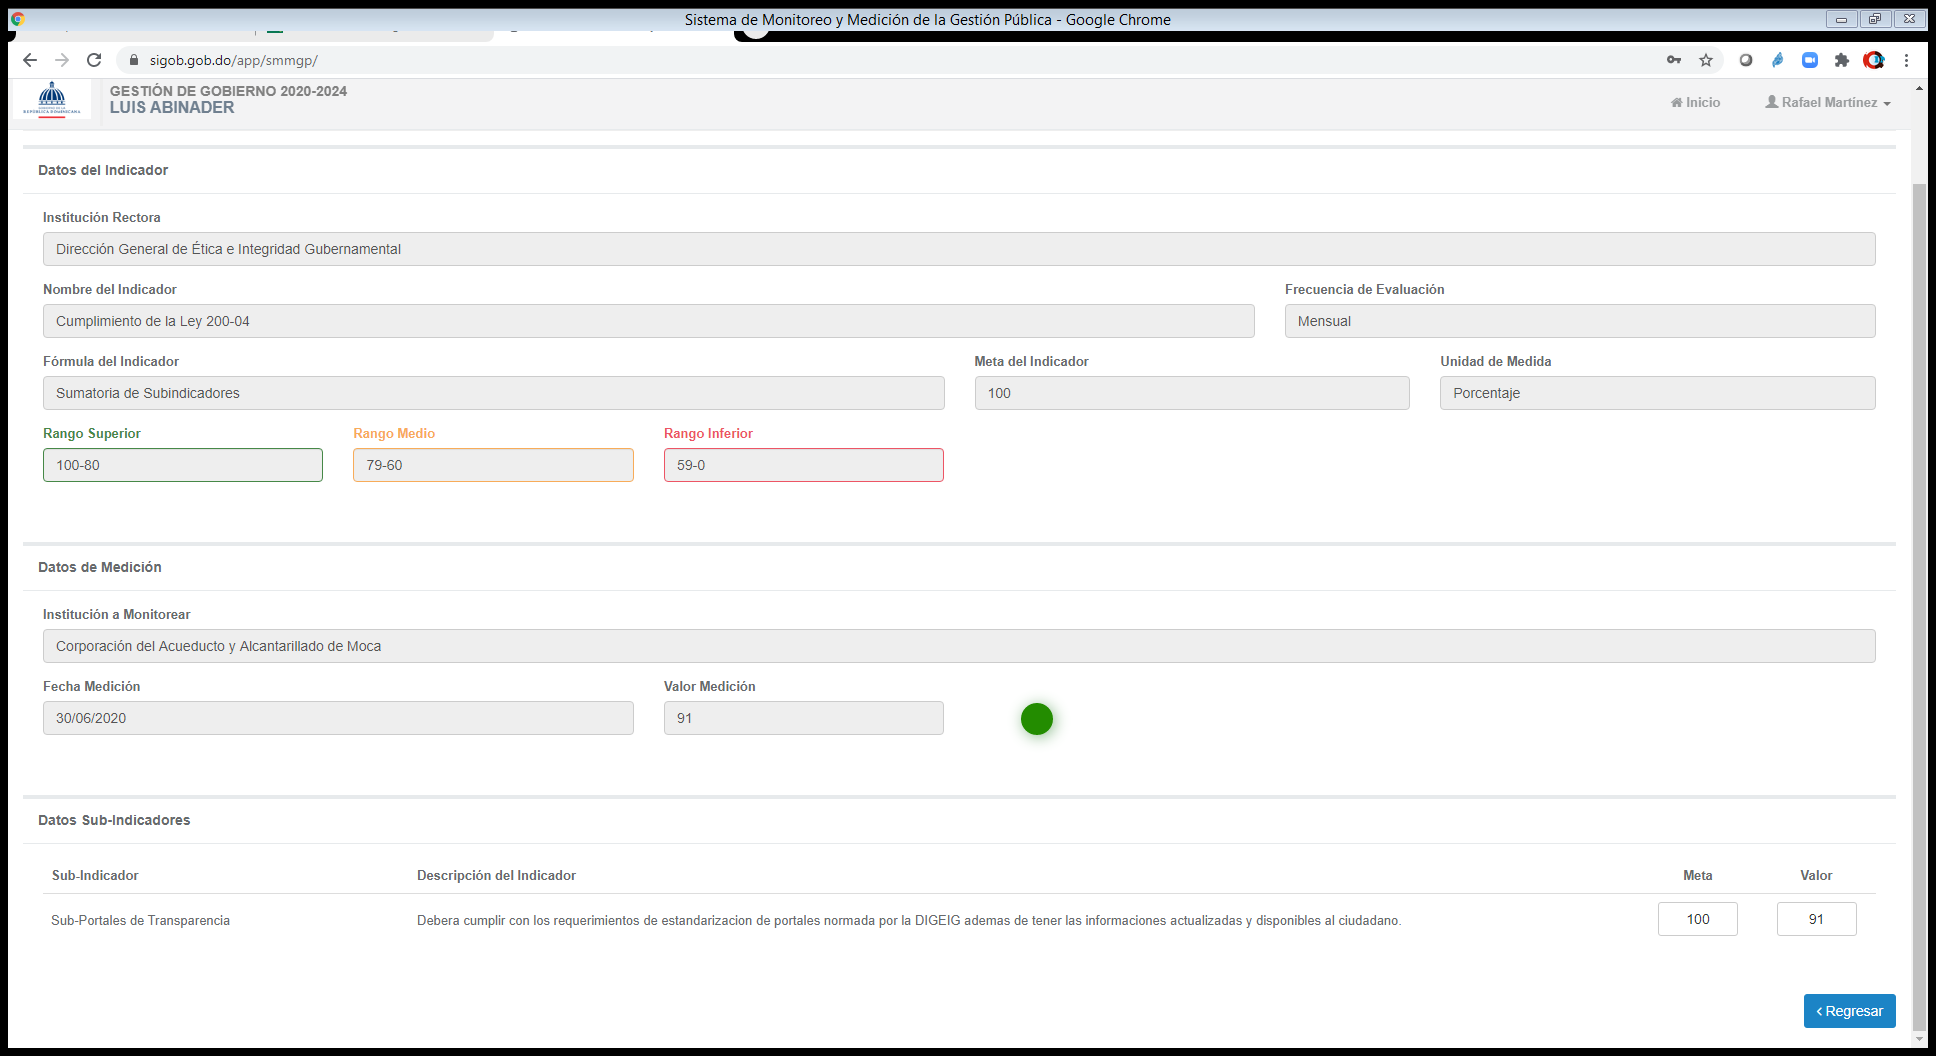 Sistema de Monitoreo y Medición de la Gestión Pública - Google Chrome
sigob.gob.do/app/smmgp/
GESTIÓN DE GOBIERNO 2020-2024
LUIS ABINADER
REPÚBLICA DOMINICANA
Inicio
Rafael Martínez
Datos del Indicador
Institución Rectora
Dirección General de Ética e Integridad Gubernamental
Nombre del Indicador
Frecuencia de Evaluación
Cumplimiento de la Ley 200-04
Mensual
Fórmula del Indicador
Meta del Indicador
Unidad de Medida
Sumatoria de Subindicadores
100
Porcentaje
Rango Superior
Rango Medio
Rango Inferior
100-80
79-60
59-0
Datos de Medición
Institución a Monitorear
Corporación del Acueducto y Alcantarillado de Moca
Fecha Medición
Valor Medición
30/06/2020
91
Datos Sub-Indicadores
Sub-Indicador
Descripción del Indicador
Meta
Valor
Sub-Portales de Transparencia
Debera cumplir con los requerimientos de estandarizacion de portales normada por la DIGEIG ademas de tener las informaciones actualizadas y disponibles al ciudadano.
100
91
Regresar